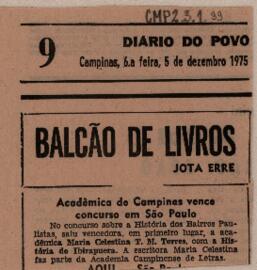 CMP2.3.1.99
9 DIARIO DO POVO
Campinas, 6.a feira, 5 de dezembro 1975
BALCÃO DE LIVROS
JOTA ERRE
Acadêmica de Campinas vence
concurso em São Paulo
No concurso sobre a História dos Bairros Pau-
listas, saiu vencedora, em primeiro lugar, a aca-
dêmica Maria Celestina T. M. Torres, com a His-
tória de Ibirapuera. A escritora Maria Celestina
faz parte da Academia Campinense de Letras.